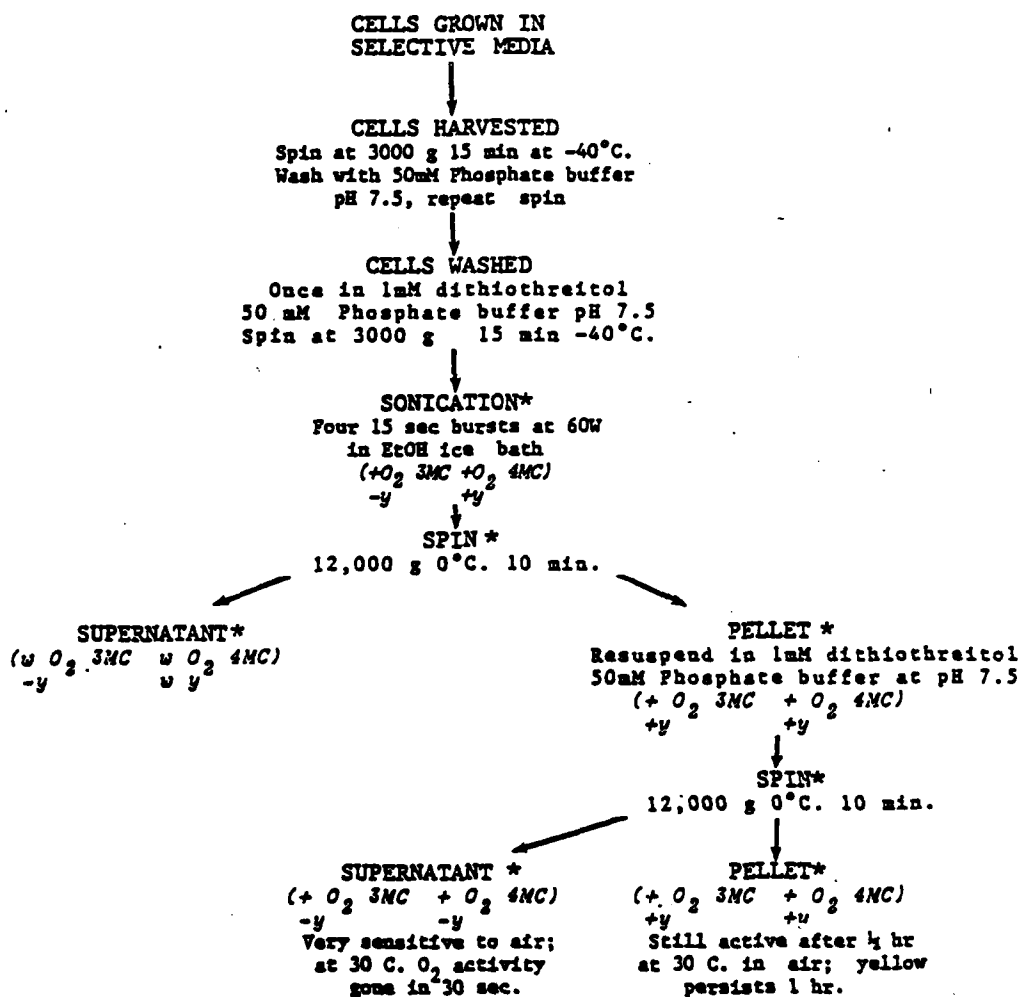 CELLS GROWN IN
SELECTIVE MEDIA
CELLS HARVESTED
Spin at 3000 g 15 min at -40°C.
Wash with 50mM Phosphate buffer
pH 7.5, repeat spin
CELLS WASHED
Once in 1mM dithiothreitol
50 mM Phosphate buffer pH 7.5
Spin at 3000 g 15 min -40°C.
SONICATION*
Four 15 sec bursts at 60W
in EtOH ice bath
(+O2 3MC +O2 4MC)
-y +y
SPIN *
12,000 g 0°C. 10 min.
SUPERNATANT*
(w O2 3MC w O2 4MC)
-y w y
PELLET *
Resuspend in 1mM dithiothreitol
50mM Phosphate buffer at pH 7.5
(+ O2 3MC + O2 4MC)
+y +y
SPIN*
12,000 g 0°C. 10 min.
SUPERNATANT *
(+ O2 3MC + O2 4MC)
-y -y
Very sensitive to air;
at 30 C. O2 activity
gone in 30 sec.
PELLET*
(+ O2 3MC + O2 4MC)
+y +u
Still active after hr
at 30 C. in air; yellow
persists 1 hr.